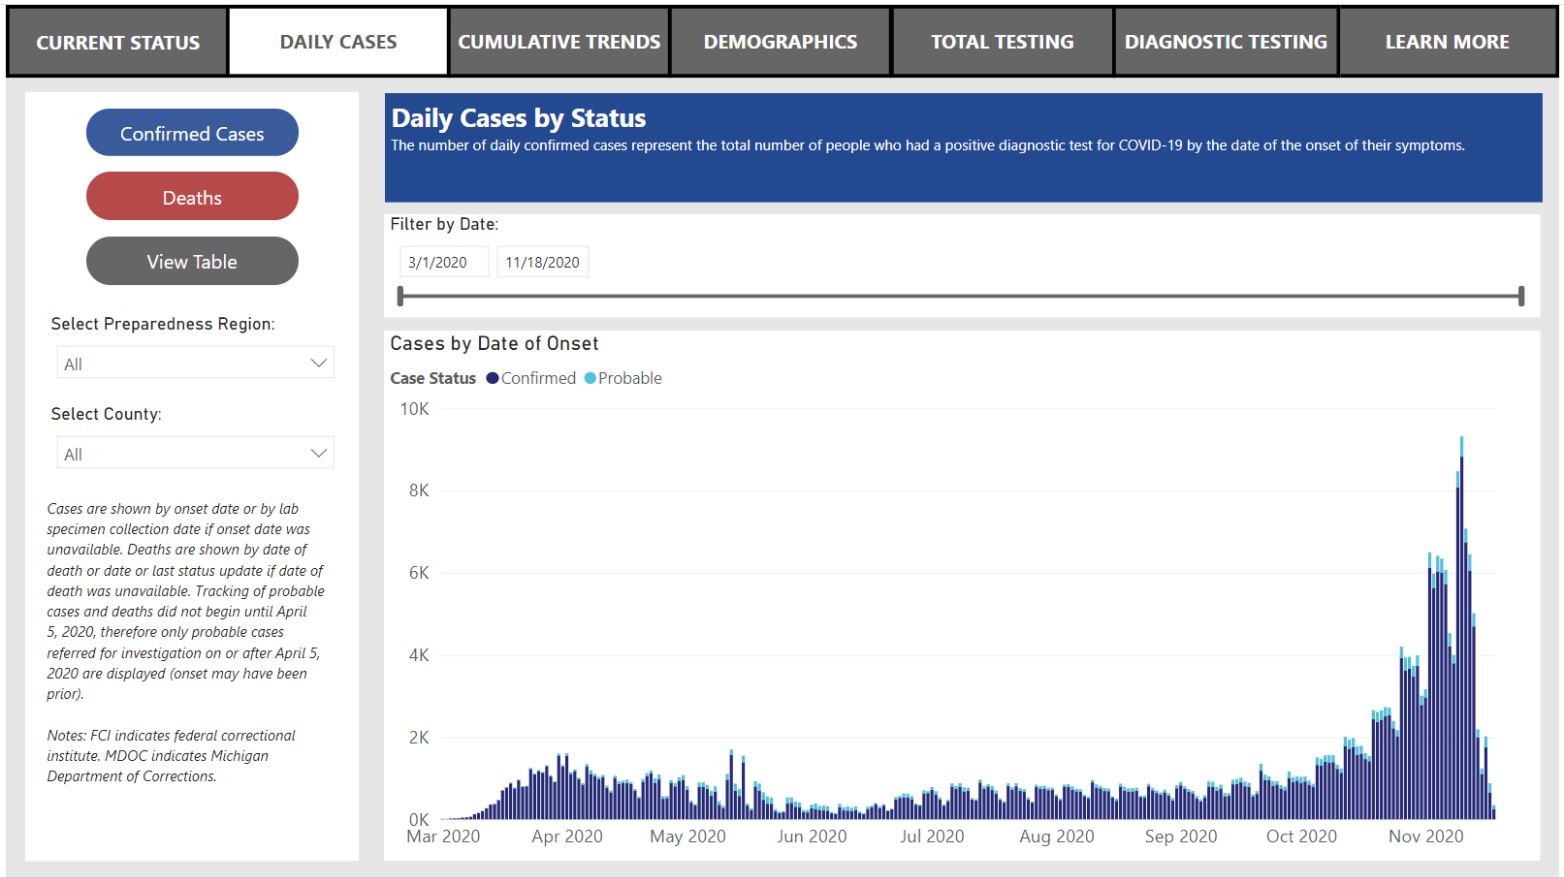 CURRENT STATUS
DAILY CASES
CUMULATIVE TRENDS
DEMOGRAPHICS
TOTAL TESTING
DIAGNOSTIC TESTING
LEARN MORE
Confirmed Cases
Deaths
View Table
Select Preparedness Region:
All
Select County:
All
Cases are shown by onset date or by lab
specimen collection date if onset date was
unavailable. Deaths are shown by date of
death or date or last status update if date of
death was unavailable. Tracking of probable
cases and deaths did not begin until April
5, 2020, therefore only probable cases
referred for investigation on or after April 5,
2020 are displayed (onset may have been
prior).
Notes: FCI indicates federal correctional
institute. MDOC indicates Michigan
Department of Corrections.
Daily Cases by Status
The number of daily confirmed cases represent the total number of people who had a positive diagnostic test for COVID-19 by the date of the onset of their symptoms.
Filter by Date:
3/1/2020 11/18/2020
Cases by Date of Onset
Case Status Confirmed Probable
10K
8K
6K
4K
2K
0K
Mar 2020 Apr 2020 May 2020 Jun 2020 Jul 2020 Aug 2020 Sep 2020 Oct 2020 Nov 2020